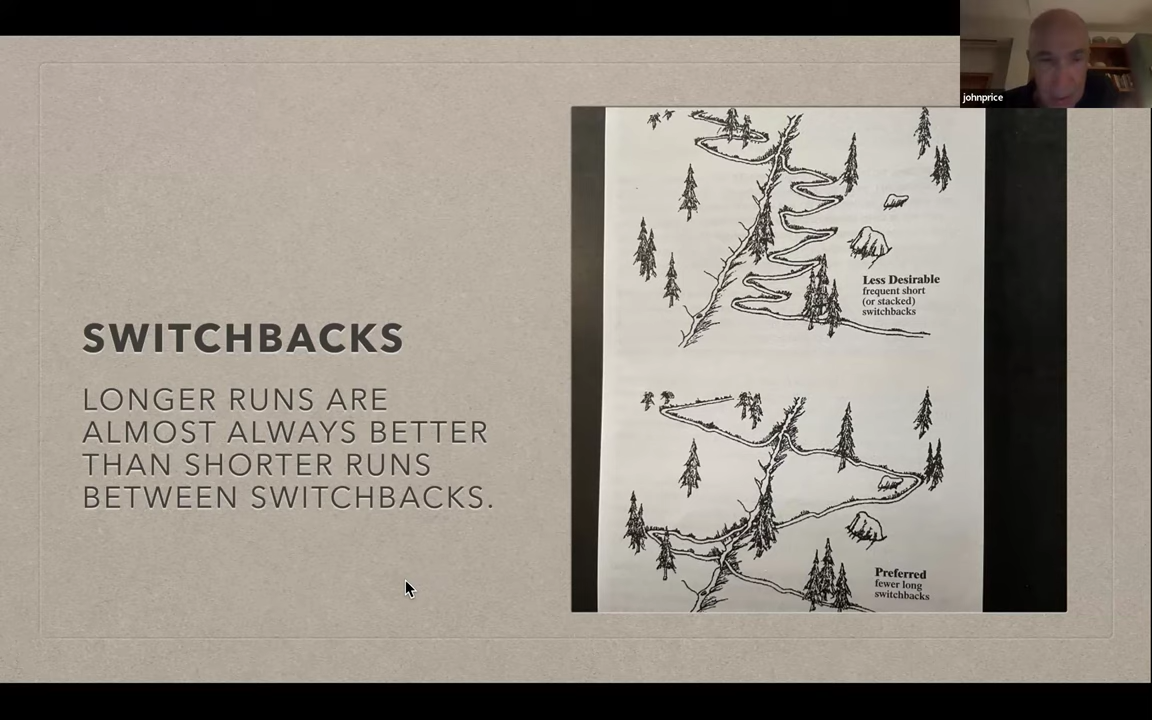 johnprice
SWITCHBACKS
LONGER RUNS ARE
ALMOST ALWAYS BETTER
THAN SHORTER RUNS
BETWEEN SWITCHBACKS.
Less Desirable
frequent short
(or stacked)
switchbacks
Preferred
fewer long
switchbacks